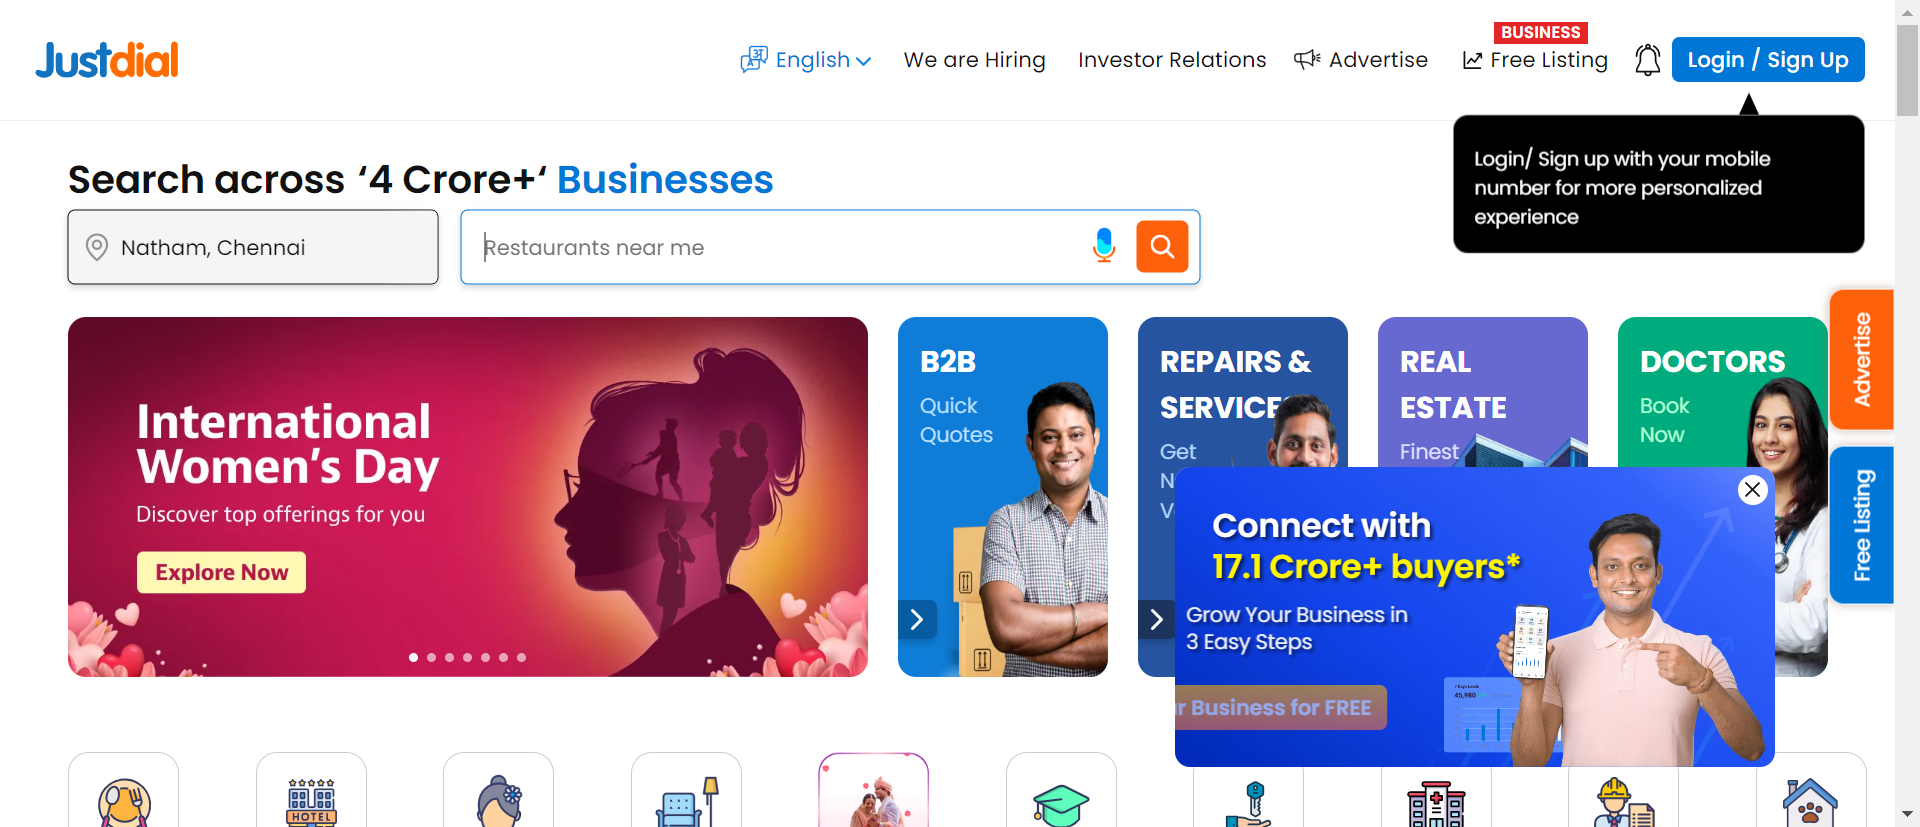 Justdial
English
We are Hiring
Investor Relations
Advertise
BUSINESS
Free Listing
Login / Sign Up
Login/ Sign up with your mobile
number for more personalized
experience
Search across ‘4 Crore+‘ Businesses
Natham, Chennai
Restaurants near me
International
Women's Day
Discover top offerings for you
Explore Now
B2B
Quick
Quotes
REPAIRS &
SERVICES
Get
REAL
ESTATE
Finest
DOCTORS
Book
Now
Advertise
Free Listing
Connect with
17.1 Crore+ buyers*
Grow Your Business in
3 Easy Steps
Business for FREE
45,980
HOTEL